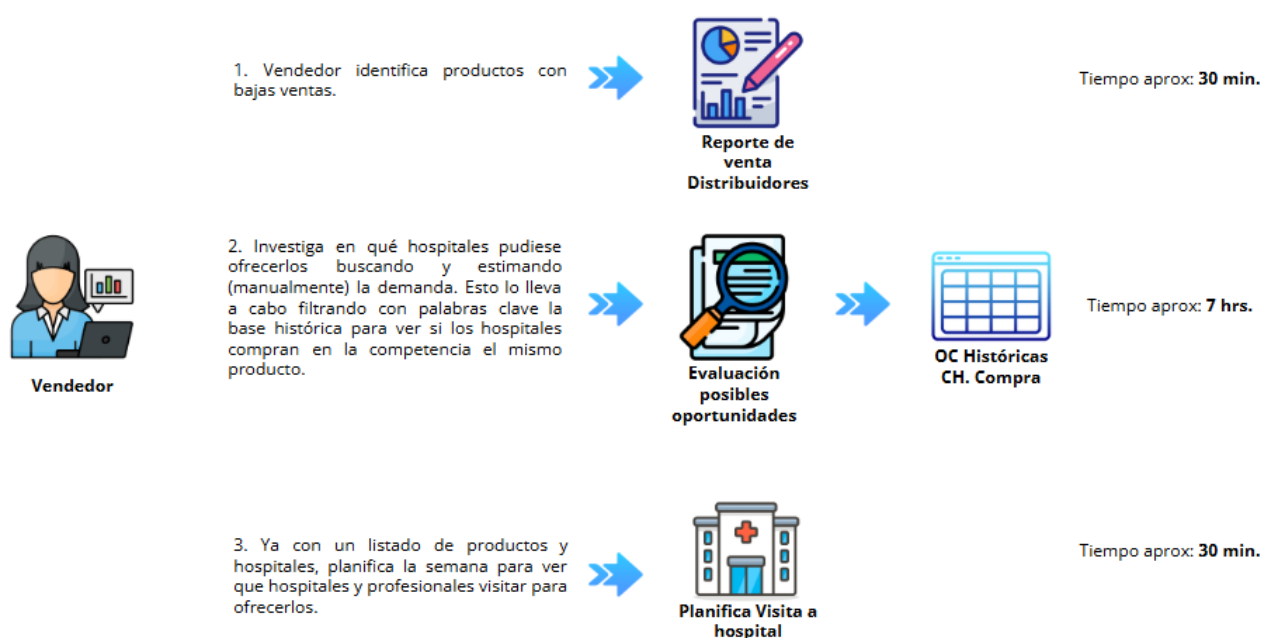 1. Vendedor identifica productos con
bajas ventas.
Reporte de
venta
Distribuidores
Tiempo aprox: 30 min.
Vendedor
2. Investiga en qué hospitales pudiese
ofrecerlos buscando y estimando
(manualmente) la demanda. Esto lo lleva
a cabo filtrando con palabras clave la
base histórica para ver si los hospitales
compran en la competencia el mismo
producto.
Evaluación
posibles
oportunidades
OC Históricas
CH. Compra
Tiempo aprox: 7 hrs.
3. Ya con un listado de productos y
hospitales, planifica la semana para ver
que hospitales y profesionales visitar para
ofrecerlos.
Planifica Visita a
hospital
Tiempo aprox: 30 min.